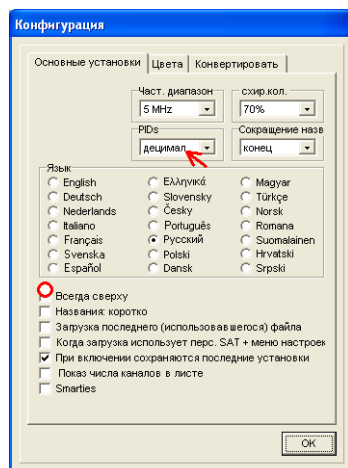 Конфигурация
Основные установки Цвета Конвертировать
Част. диапазон схир.кол.
5 MHz 70%
PIDs Сокращение назв
децимал. конец
Язык
English Ελληνικά Magyar
Deutsch Slovensky Türkçe
Nederlands Česky Norsk
Italiano Português Romana
Français Русский Suomalainen
Svenska Polski Hrvatski
Español Dansk Srpski
Всегда сверху
Названия: коротко
Загрузка последнего (использовавшегося) файла
Когда загрузка использует перс. SAT + меню настроек
При включении сохраняются последние установки
Показ числа каналов в листе
Smarties
OK